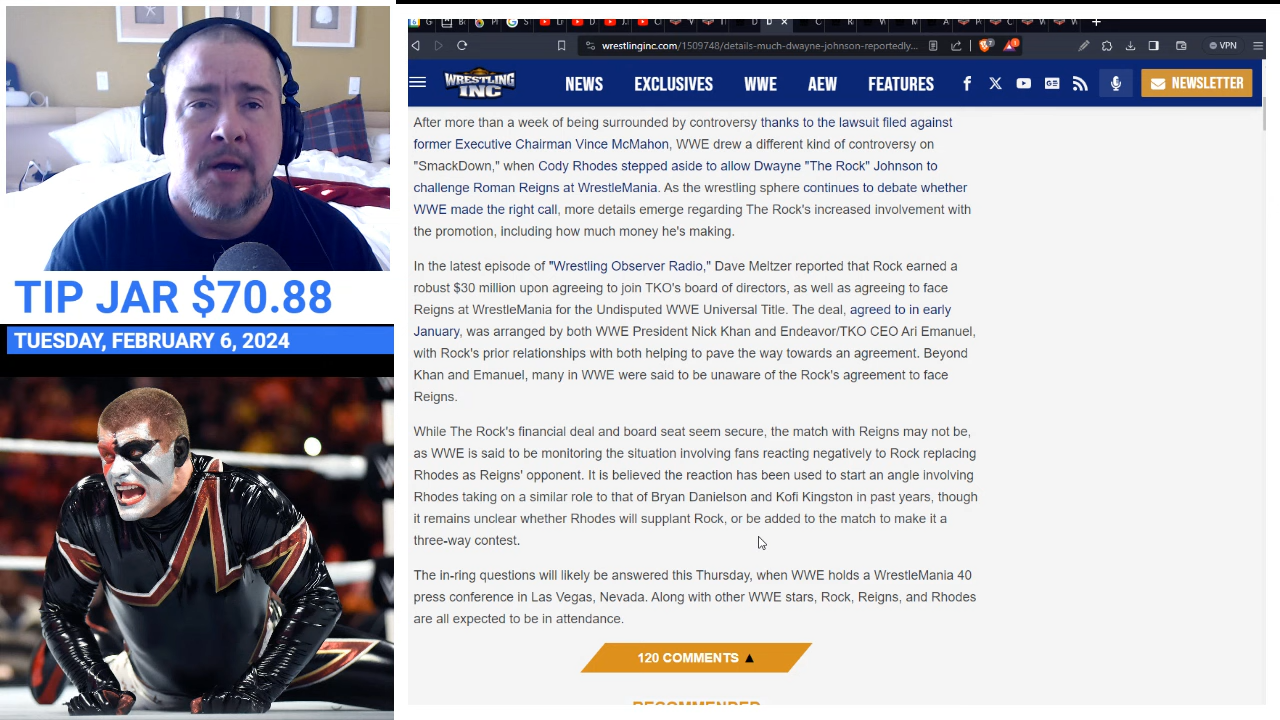 TIP JAR $70.88
TUESDAY, FEBRUARY 6, 2024
wrestlinginc.com/1509748/details-much-dwayne-johnson-reportedly...
VPN
WRESTLING
INC
NEWS
EXCLUSIVES
WWE
AEW
FEATURES
NEWSLETTER
After more than a week of being surrounded by controversy thanks to the lawsuit filed against
former Executive Chairman Vince McMahon, WWE drew a different kind of controversy on
"SmackDown," when Cody Rhodes stepped aside to allow Dwayne "The Rock" Johnson to
challenge Roman Reigns at WrestleMania. As the wrestling sphere continues to debate whether
WWE made the right call, more details emerge regarding The Rock's increased involvement with
the promotion, including how much money he's making.
In the latest episode of "Wrestling Observer Radio," Dave Meltzer reported that Rock earned a
robust $30 million upon agreeing to join TKO's board of directors, as well as agreeing to face
Reigns at WrestleMania for the Undisputed WWE Universal Title. The deal, agreed to in early
January, was arranged by both WWE President Nick Khan and Endeavor/TKO CEO Ari Emanuel,
with Rock's prior relationships with both helping to pave the way towards an agreement. Beyond
Khan and Emanuel, many in WWE were said to be unaware of the Rock's agreement to face
Reigns.
While The Rock's financial deal and board seat seem secure, the match with Reigns may not be,
as WWE is said to be monitoring the situation involving fans reacting negatively to Rock replacing
Rhodes as Reigns' opponent. It is believed the reaction has been used to start an angle involving
Rhodes taking on a similar role to that of Bryan Danielson and Kofi Kingston in past years, though
it remains unclear whether Rhodes will supplant Rock, or be added to the match to make it a
three-way contest.
The in-ring questions will likely be answered this Thursday, when WWE holds a WrestleMania 40
press conference in Las Vegas, Nevada. Along with other WWE stars, Rock, Reigns, and Rhodes
are all expected to be in attendance.
120 COMMENTS ▲
RECOMMENDED